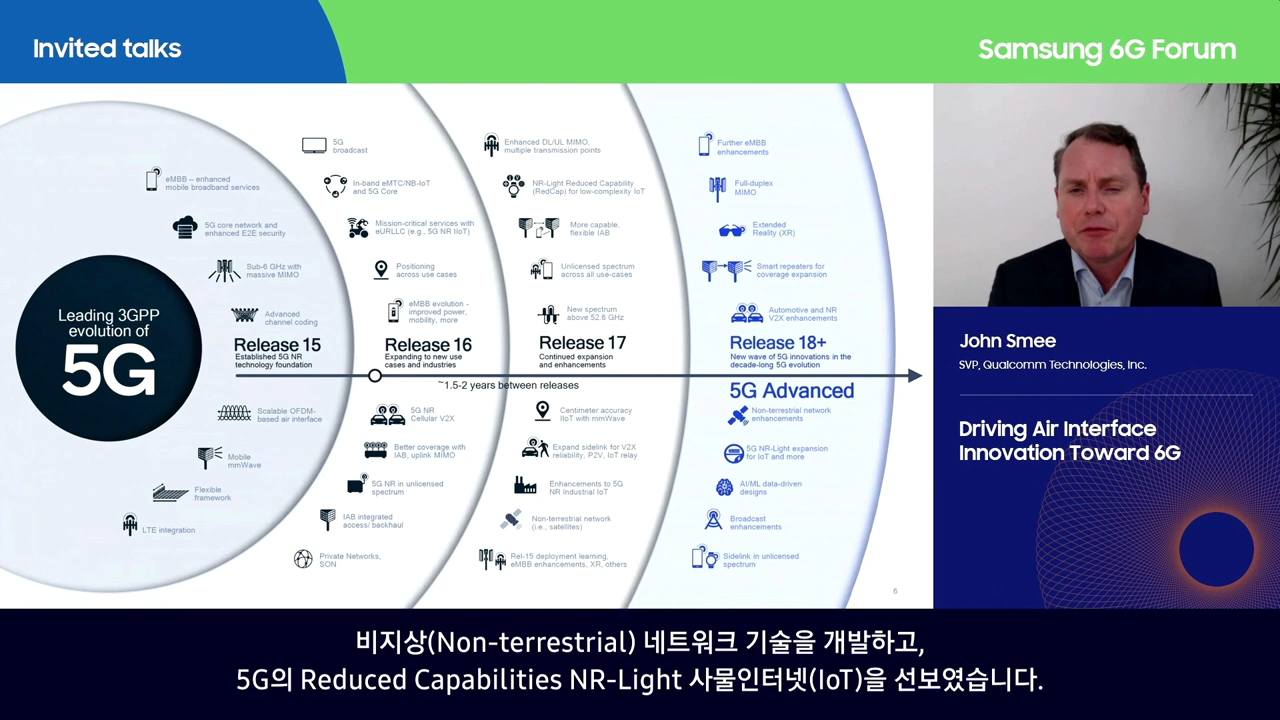 Invited talks
Samsung 6G Forum
Leading 3GPP
evolution of
5G
eMBB – enhanced
mobile broadband services
5G core network and
enhanced E2E security
Sub-6 GHz with
massive MIMO
Advanced
channel coding
Release 15
Established 5G NR
technology foundation
Scalable OFDM-
based air interface
Mobile
mmWave
Flexible
framework
LTE integration
5G
broadcast
In-band eMTC/NB-IoT
and 5G Core
Mission-critical services with
eURLLC (e.g., 5G NR IIoT)
Positioning
across use cases
eMBB evolution -
improved power,
mobility, more
Release 16
Expanding to new use
cases and industries
~1.5-2 years between releases
5G NR
Cellular V2X
Better coverage with
IAB, uplink MIMO
5G NR in unlicensed
spectrum
IAB integrated
access/ backhaul
Private Networks,
SON
Enhanced DL/UL MIMO,
multiple transmission points
NR-Light Reduced Capability
(RedCap) for low-complexity IoT
More capable,
flexible IAB
Unlicensed spectrum
across all use-cases
New spectrum
above 52.6 GHz
Release 17
Continued expansion
and enhancements
Centimeter accuracy
IIoT with mmWave
Expand sidelink for V2X
reliability, P2V, IoT relay
Enhancements to 5G
NR Industrial IoT
Non-terrestrial network
(i.e., satellites)
Rel-15 deployment learning,
eMBB enhancements, XR, others
Further eMBB
enhancements
Full-duplex
MIMO
Extended
Reality (XR)
Smart repeaters for
coverage expansion
Automotive and NR
V2X enhancements
Release 18+
New wave of 5G innovations in the
decade-long 5G evolution
5G Advanced
Non-terrestrial network
enhancements
5G NR-Light expansion
for IoT and more
AI/ML data-driven
designs
Broadcast
enhancements
Sidelink in unlicensed
spectrum
6
John Smee
SVP, Qualcomm Technologies, Inc.
Driving Air Interface
Innovation Toward 6G
비지상(Non-terrestrial) 네트워크 기술을 개발하고,
5G의 Reduced Capabilities NR-Light 사물인터넷(IoT)을 선보였습니다.